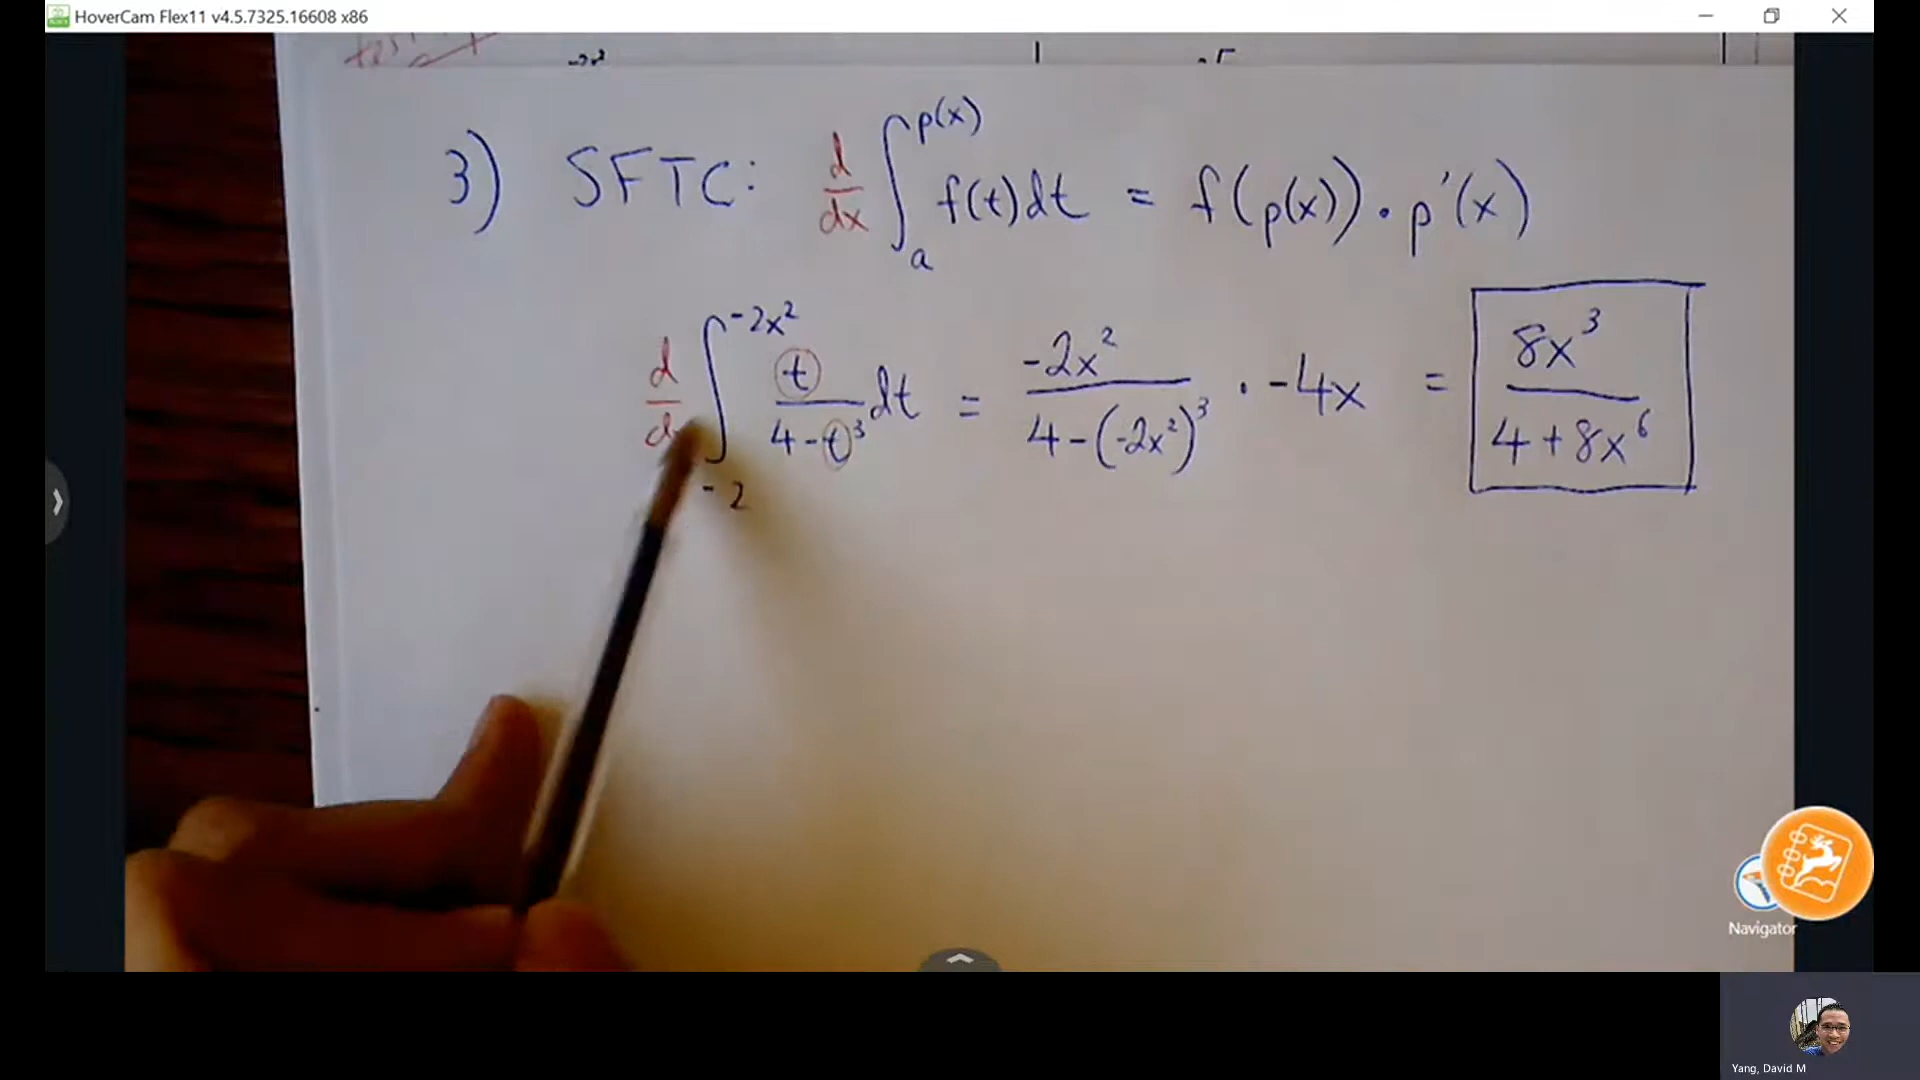 HoverCam Flex11 v4.5.7325.16608 x86
3) SFTC: d/dx ∫_a^p(x) f(t)dt = f(p(x)) · p'(x)
d/dx ∫_-2^-2x² t/(4-t³) dt = -2x²/(4-(-2x²)³) · -4x = 8x³/(4+8x⁶)
Navigator
Yang, David M